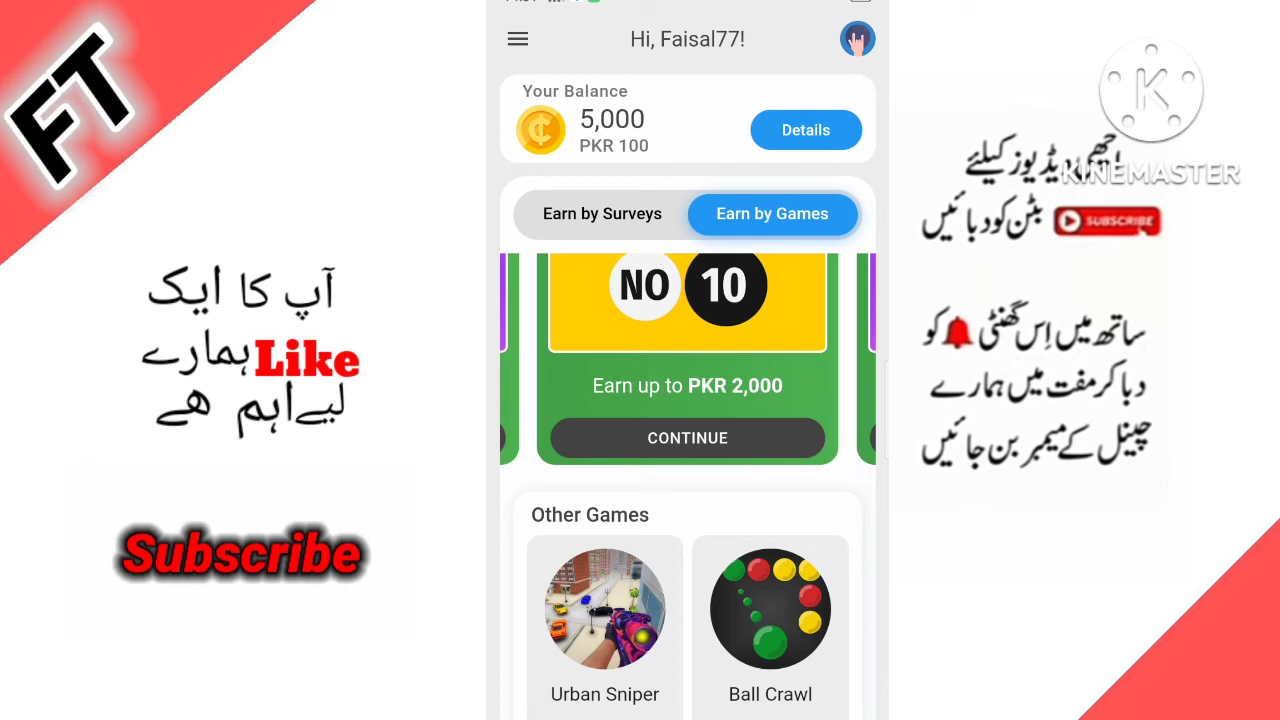 FT
آپ کا ایک
ہمارے Like
لیے اہم ھے
Subscribe
Hi, Faisal77!
Your Balance
5,000
PKR 100
Details
Earn by Surveys
Earn by Games
NO 10
Earn up to PKR 2,000
CONTINUE
Other Games
Urban Sniper
Ball Crawl
K
KINEMASTER
اچھی ویڈیوز کیلئے
بٹن کو دبائیں SUBSCRIBE
ساتھ میں اِس گھنٹی کو
دبا کر مفت میں ہمارے
چینل کے ممبر بن جائیں